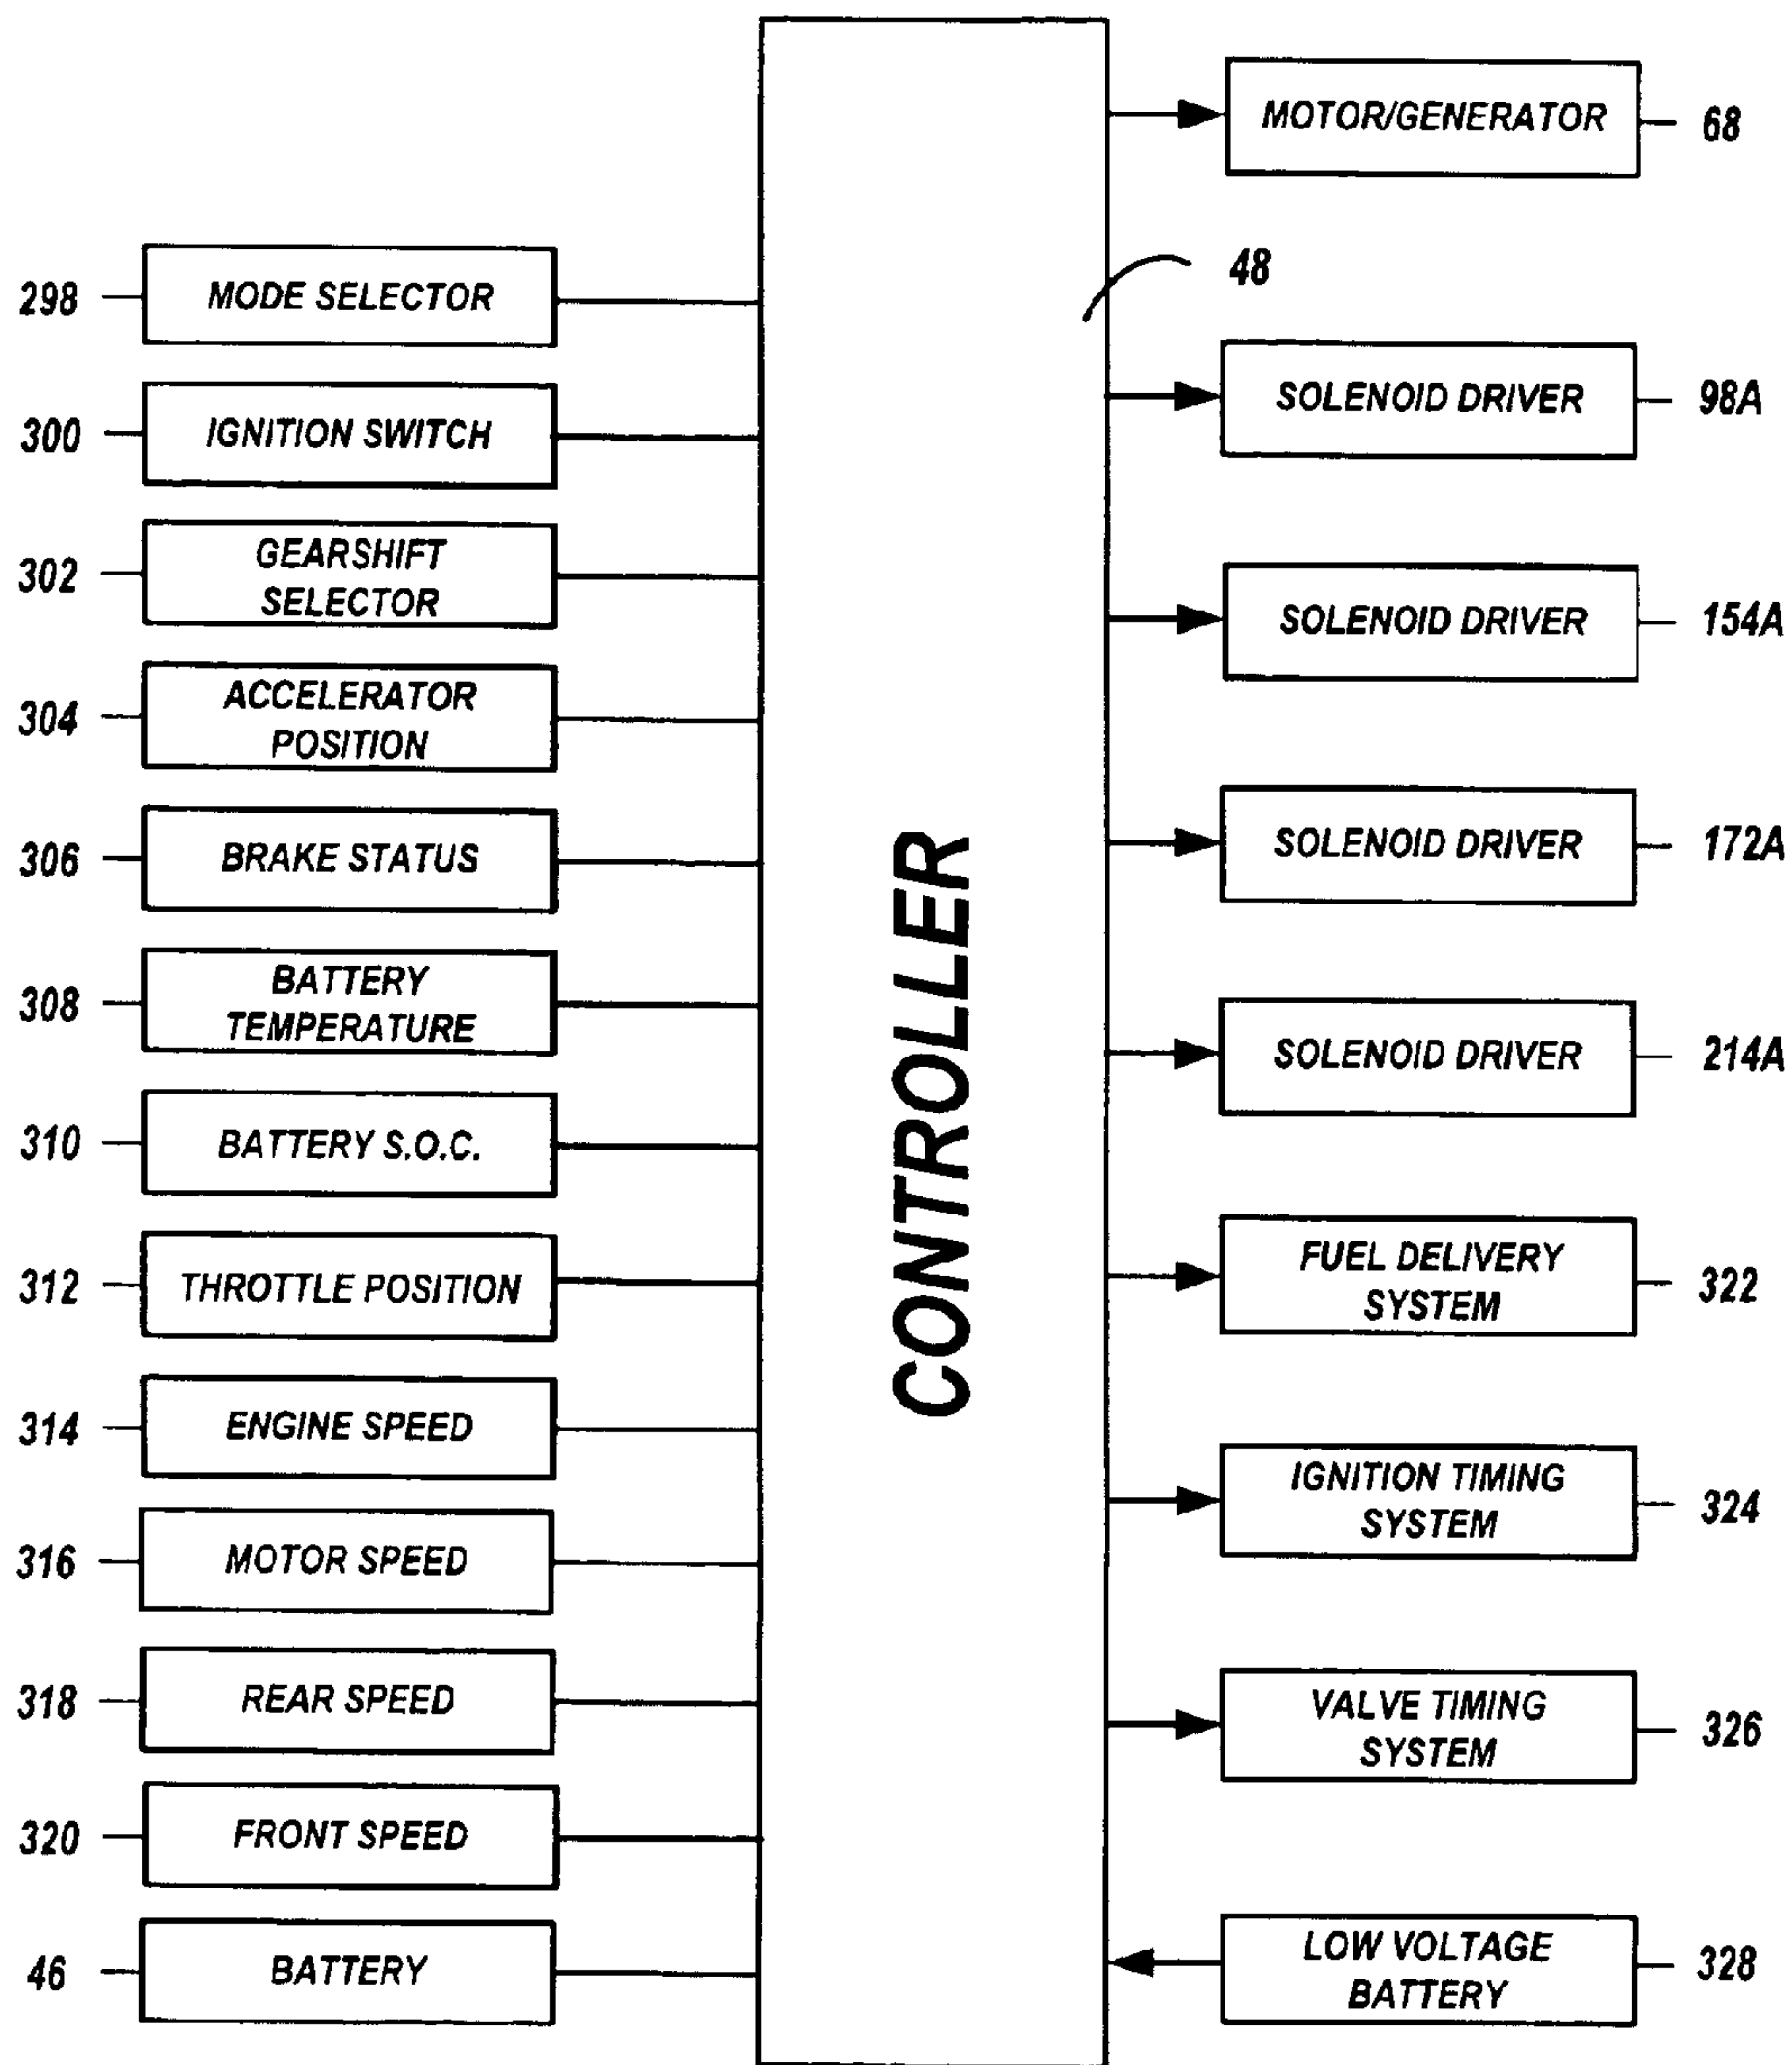 298 MODE SELECTOR
300 IGNITION SWITCH
302 GEARSHIFT
SELECTOR
304 ACCELERATOR
POSITION
306 BRAKE STATUS
308 BATTERY
TEMPERATURE
310 BATTERY S.O.C.
312 THROTTLE POSITION
314 ENGINE SPEED
316 MOTOR SPEED
318 REAR SPEED
320 FRONT SPEED
46 BATTERY
CONTROLLER
48
MOTOR/GENERATOR 68
SOLENOID DRIVER 98A
SOLENOID DRIVER 154A
SOLENOID DRIVER 172A
SOLENOID DRIVER 214A
FUEL DELIVERY
SYSTEM 322
IGNITION TIMING
SYSTEM 324
VALVE TIMING
SYSTEM 326
LOW VOLTAGE
BATTERY 328